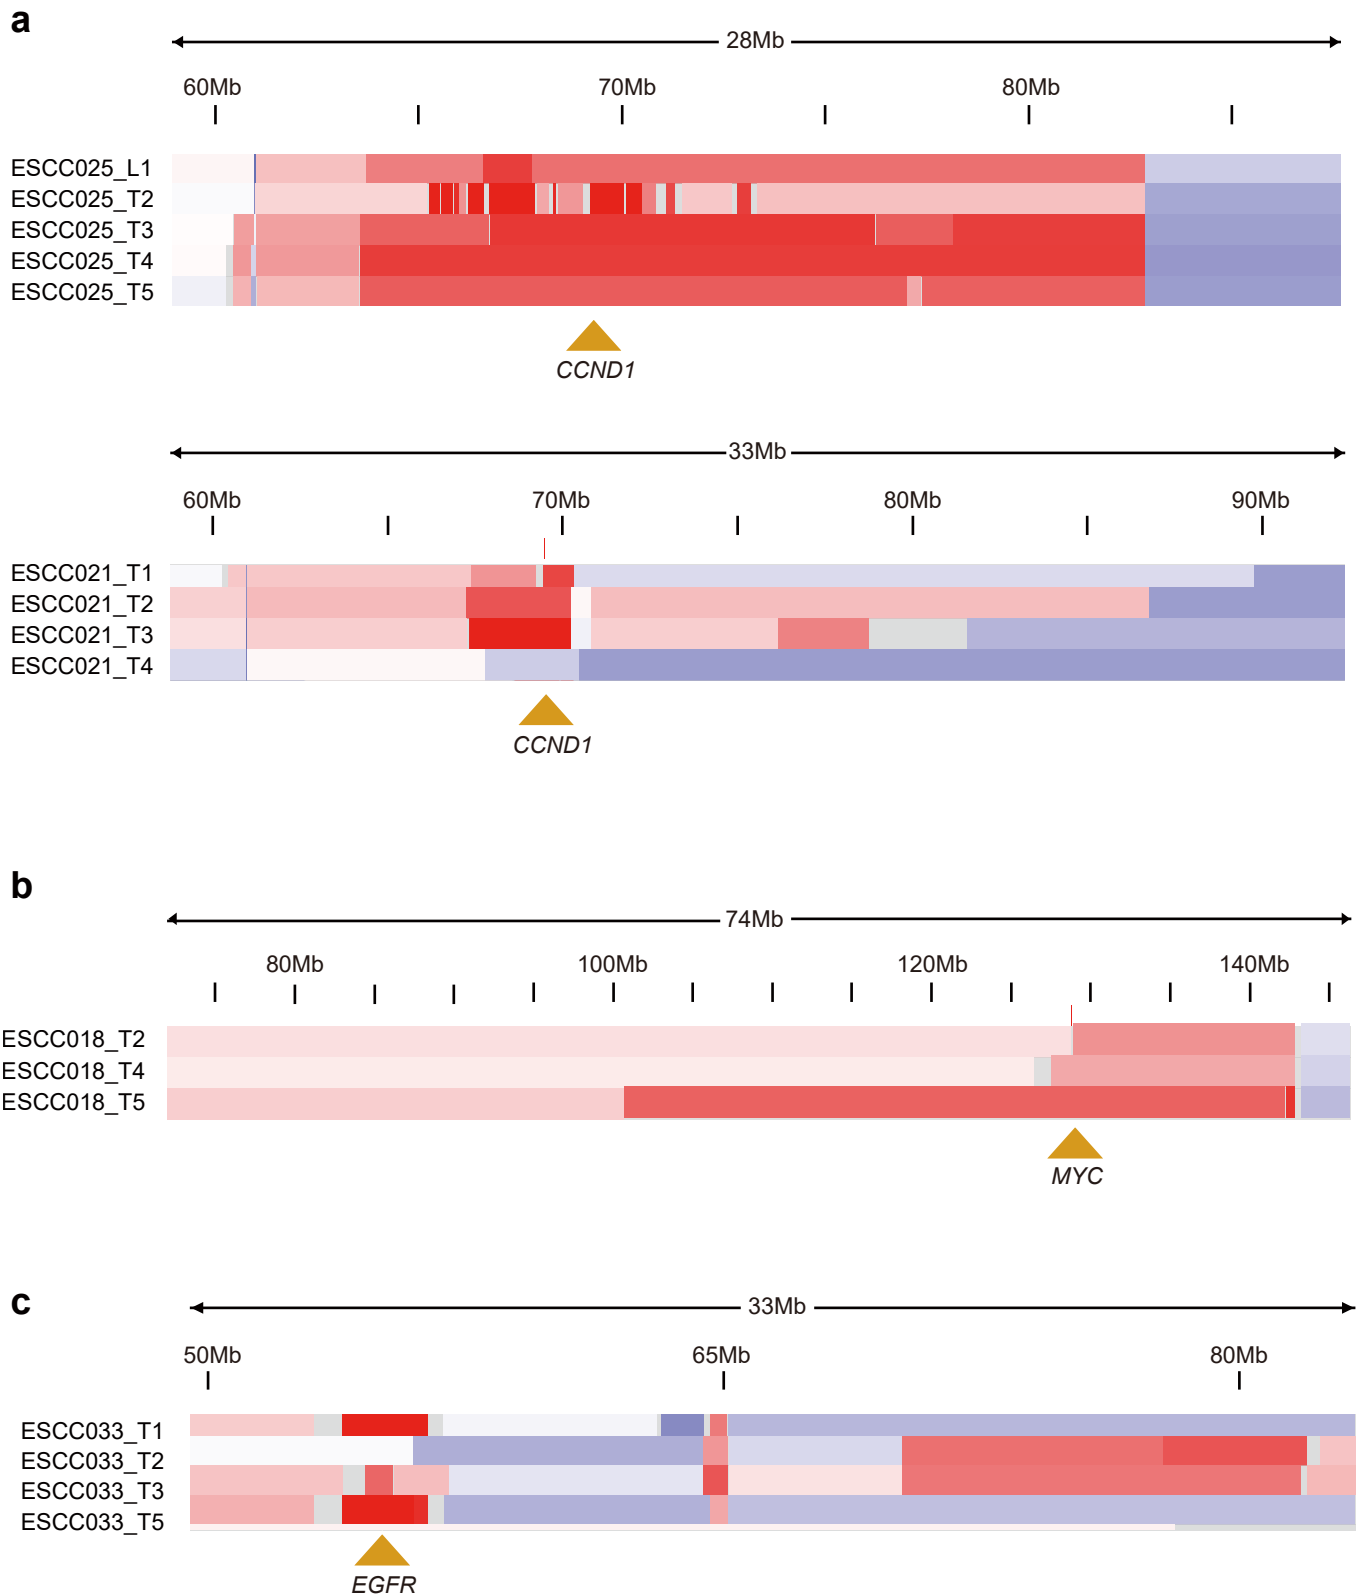 a
28Mb
60Mb 70Mb 80Mb
ESCC025_L1
ESCC025_T2
ESCC025_T3
ESCC025_T4
ESCC025_T5
CCND1
33Mb
60Mb 70Mb 80Mb 90Mb
ESCC021_T1
ESCC021_T2
ESCC021_T3
ESCC021_T4
CCND1
b
74Mb
80Mb 100Mb 120Mb 140Mb
ESCC018_T2
ESCC018_T4
ESCC018_T5
MYC
c
33Mb
50Mb 65Mb 80Mb
ESCC033_T1
ESCC033_T2
ESCC033_T3
ESCC033_T5
EGFR